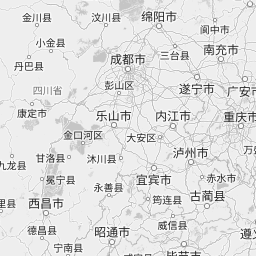 金川县
汶川县
绵阳市
阆中市
小金县
三台县
南充市
成都市
丹巴县
彭山区
遂宁市
四川省
广安市
康定市
乐山市
内江市
重庆市
金口河区
大安区
甘洛县
沐川县
泸州市
九龙县
冕宁县
宜宾市
赤水市
永善县
西昌市
筠连县
古蔺县
德昌县
昭通市
威信县
宁南县